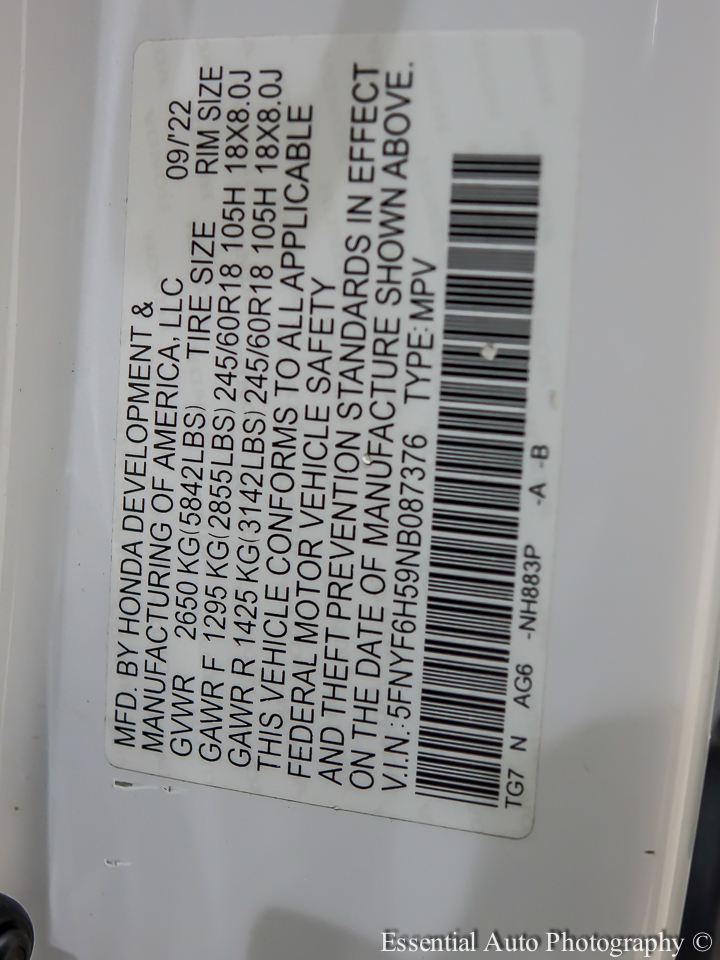 MFD. BY HONDA DEVELOPMENT &
MANUFACTURING OF AMERICA, LLC 09/'22
GVWR 2650 KG(5842LBS) TIRE SIZE RIM SIZE
GAWR F 1295 KG(2855LBS) 245/60R18 105H 18X8.0J
GAWR R 1425 KG(3142LBS) 245/60R18 105H 18X8.0J
THIS VEHICLE CONFORMS TO ALL APPLICABLE
FEDERAL MOTOR VEHICLE SAFETY
AND THEFT PREVENTION STANDARDS IN EFFECT
ON THE DATE OF MANUFACTURE SHOWN ABOVE.
V.I.N.:5FNYF6H59NB087376 TYPE:MPV
TG7 N AG6 -NH883P -A -B
Essential Auto Photography ©